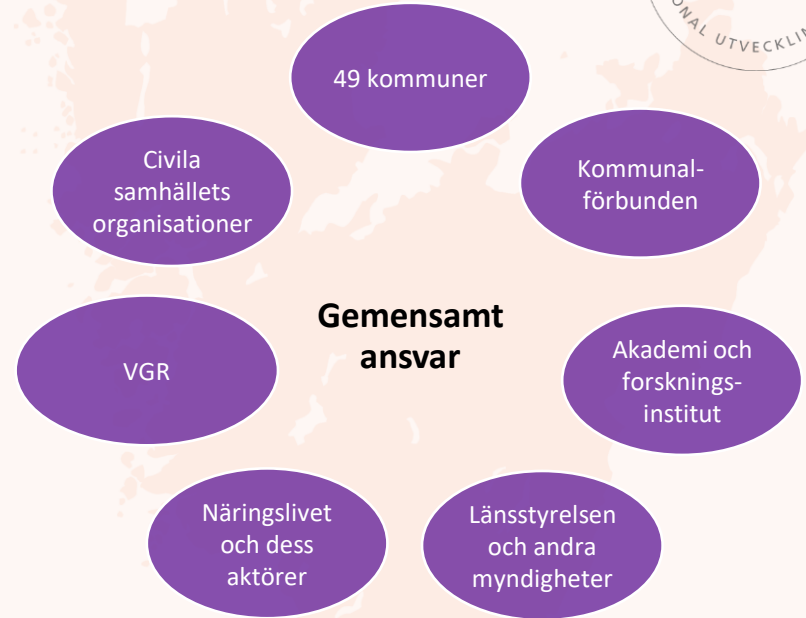 ONAL UTVECKLIN
49 kommuner
Civila
samhällets
organisationer
Kommunal-
förbunden
Gemensamt
ansvar
VGR
Akademi och
forsknings-
institut
Näringslivet
och dess
aktörer
Länsstyrelsen
och andra
myndigheter